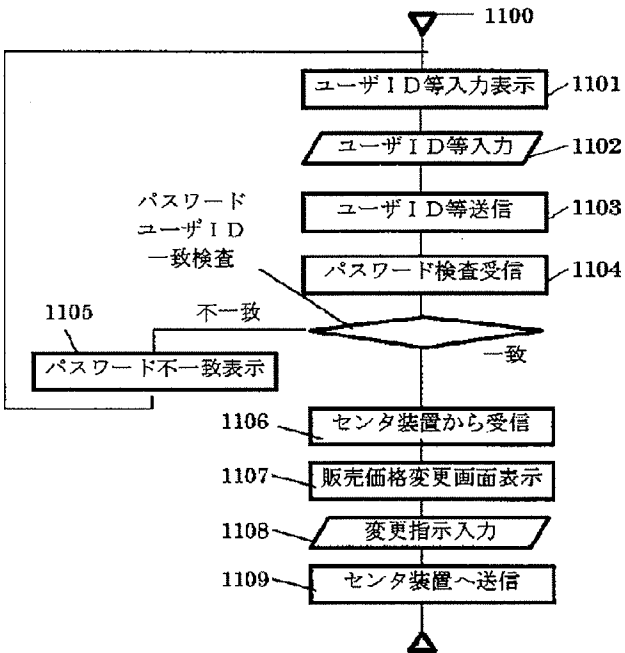 1100
ユーザID等入力表示
1101
ユーザID等入力
1102
パスワード
ユーザID
一致検査
ユーザID等送信
1103
パスワード検査受信
1104
1105
不一致
一致
パスワード不一致表示
1106
センタ装置から受信
1107
販売価格変更画面表示
1108
変更指示入力
1109
センタ装置へ送信